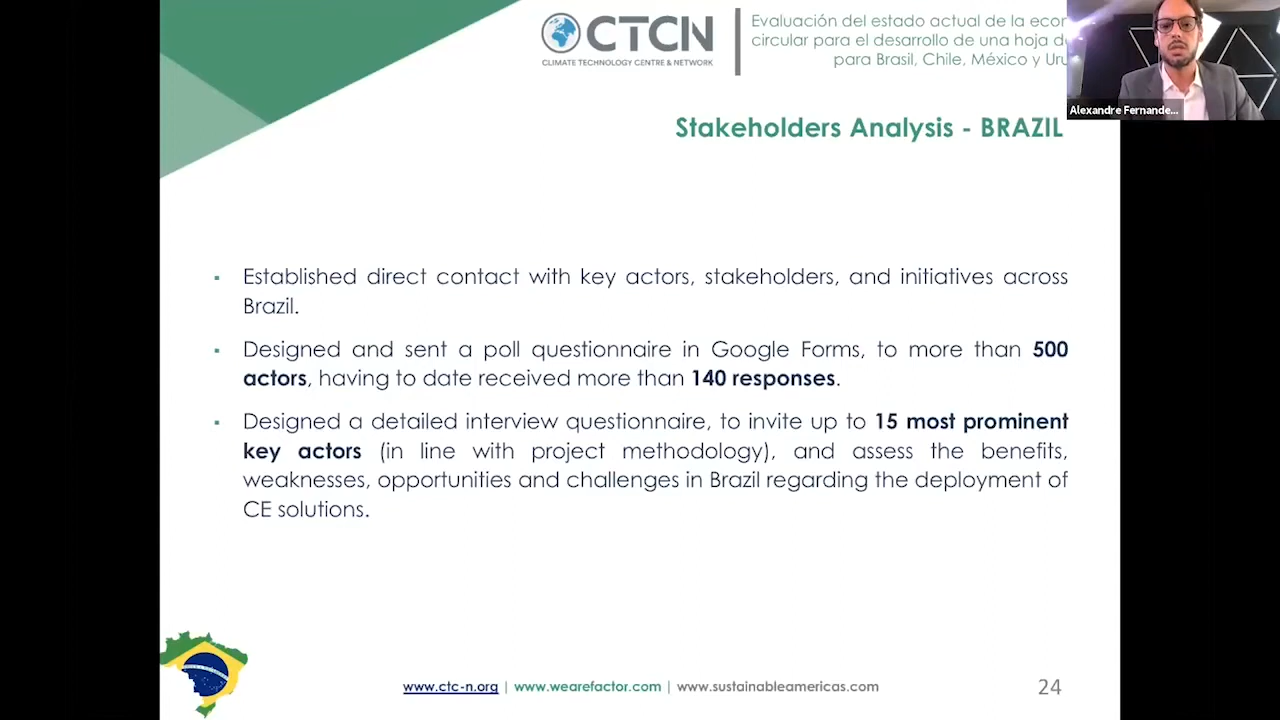 CTCN
CLIMATE TECHNOLOGY CENTRE & NETWORK
Evaluación del estado actual de la
circular para el desarrollo de una hoja
para Brasil, Chile, México y
Alexandre Fernande...
Stakeholders Analysis - BRAZIL
▪ Established direct contact with key actors, stakeholders, and initiatives across
Brazil.
▪ Designed and sent a poll questionnaire in Google Forms, to more than 500
actors, having to date received more than 140 responses.
▪ Designed a detailed interview questionnaire, to invite up to 15 most prominent
key actors (in line with project methodology), and assess the benefits,
weaknesses, opportunities and challenges in Brazil regarding the deployment of
CE solutions.
www.ctc-n.org | www.wearefactor.com | www.sustainableamericas.com
24